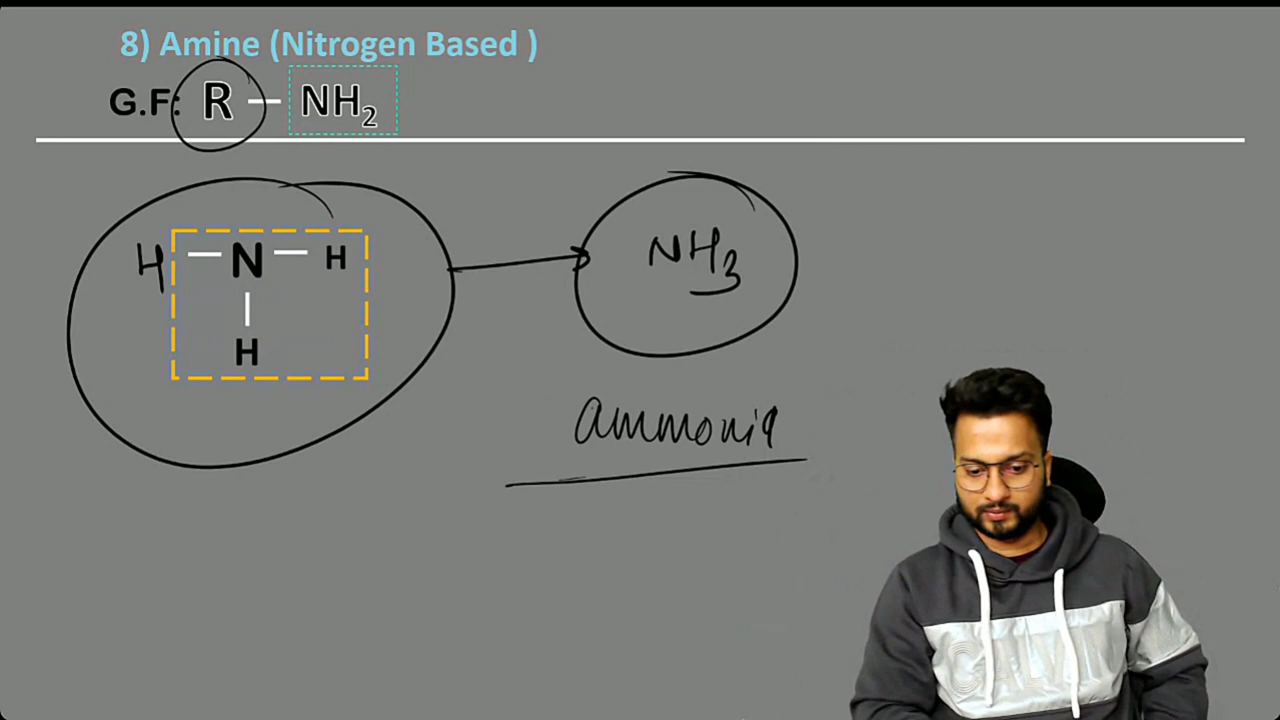 8) Amine (Nitrogen Based )
G.F: R — NH₂
H — N — H
H
NH₃
ammonia